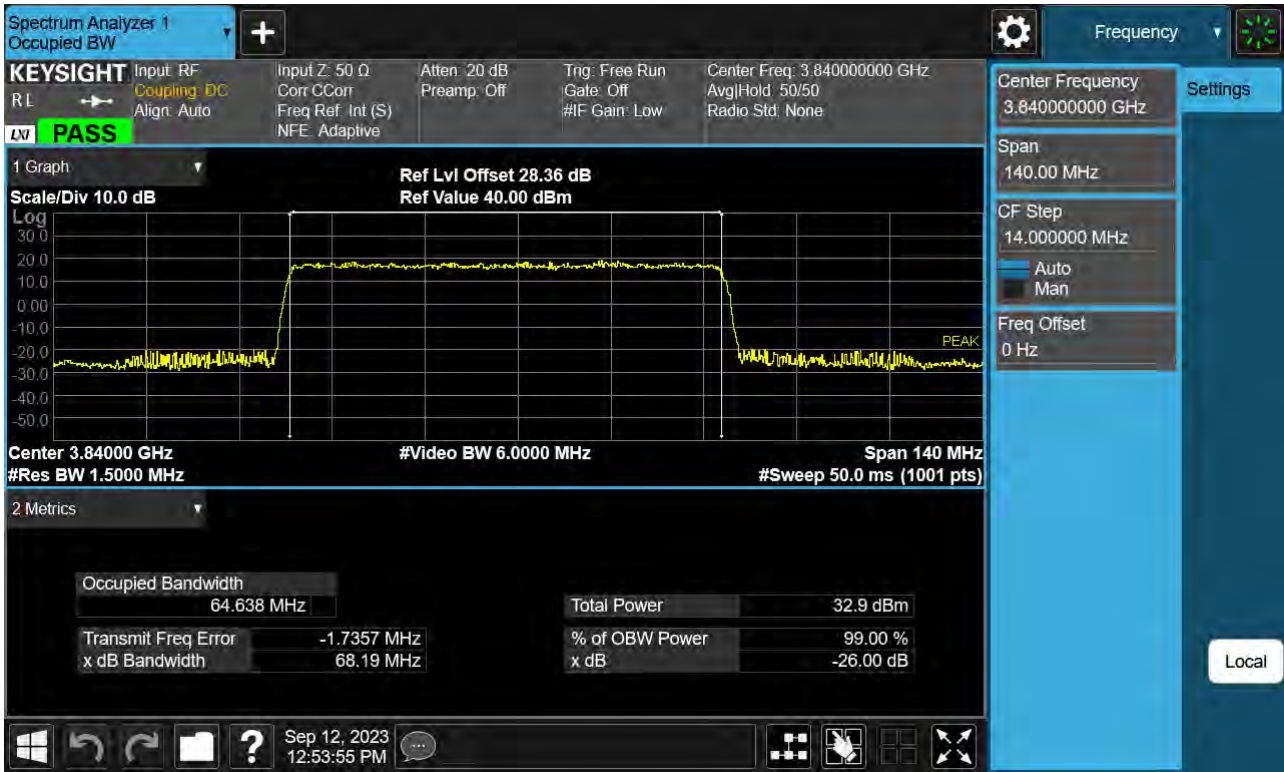 Spectrum Analyzer 1
Occupied BW
+
Frequency
KEYSIGHT
RL
LXI PASS
Input: RF
Coupling: DC
Align: Auto
Input Z: 50 Ω
Corr CCorr
Freq Ref: Int (S)
NFE: Adaptive
Atten: 20 dB
Preamp: Off
Trig: Free Run
Gate: Off
#IF Gain: Low
Center Freq: 3.840000000 GHz
Avg|Hold: 50/50
Radio Std: None
Center Frequency
3.840000000 GHz
Settings
Span
140.00 MHz
CF Step
14.000000 MHz
Auto
Man
Freq Offset
0 Hz
Local
1 Graph
Scale/Div 10.0 dB
Ref Lvl Offset 28.36 dB
Ref Value 40.00 dBm
Log
30.0
20.0
10.0
0.00
-10.0
-20.0
-30.0
-40.0
-50.0
PEAK
Center 3.84000 GHz
#Video BW 6.0000 MHz
Span 140 MHz
#Res BW 1.5000 MHz
#Sweep 50.0 ms (1001 pts)
2 Metrics
Occupied Bandwidth
64.638 MHz
Total Power 32.9 dBm
Transmit Freq Error -1.7357 MHz
% of OBW Power 99.00 %
x dB Bandwidth 68.19 MHz
x dB -26.00 dB
?
Sep 12, 2023
12:53:55 PM